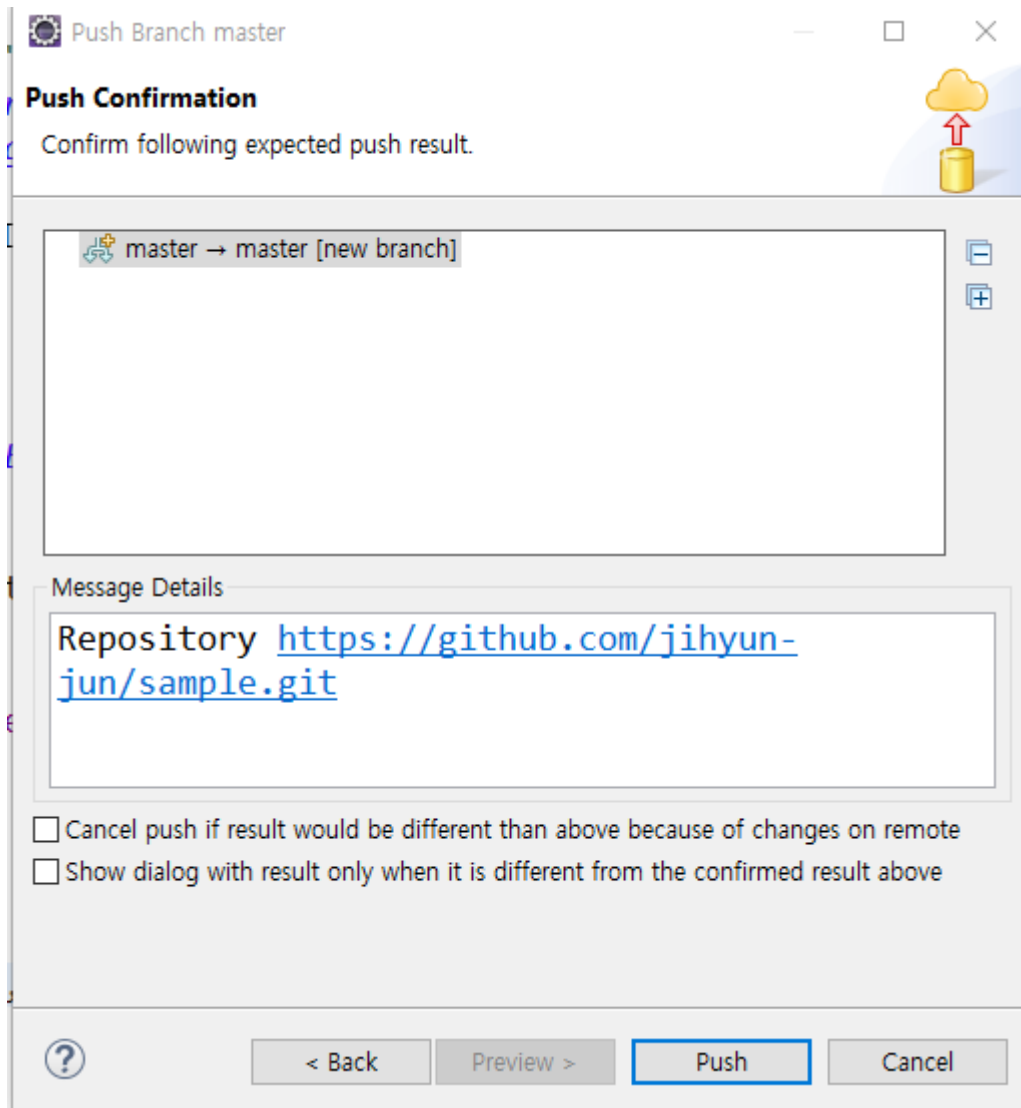 Push Branch master
Push Confirmation
Confirm following expected push result.
master → master [new branch]
Message Details
Repository https://github.com/jihyun-
jun/sample.git
Cancel push if result would be different than above because of changes on remote
Show dialog with result only when it is different from the confirmed result above
< Back
Preview >
Push
Cancel